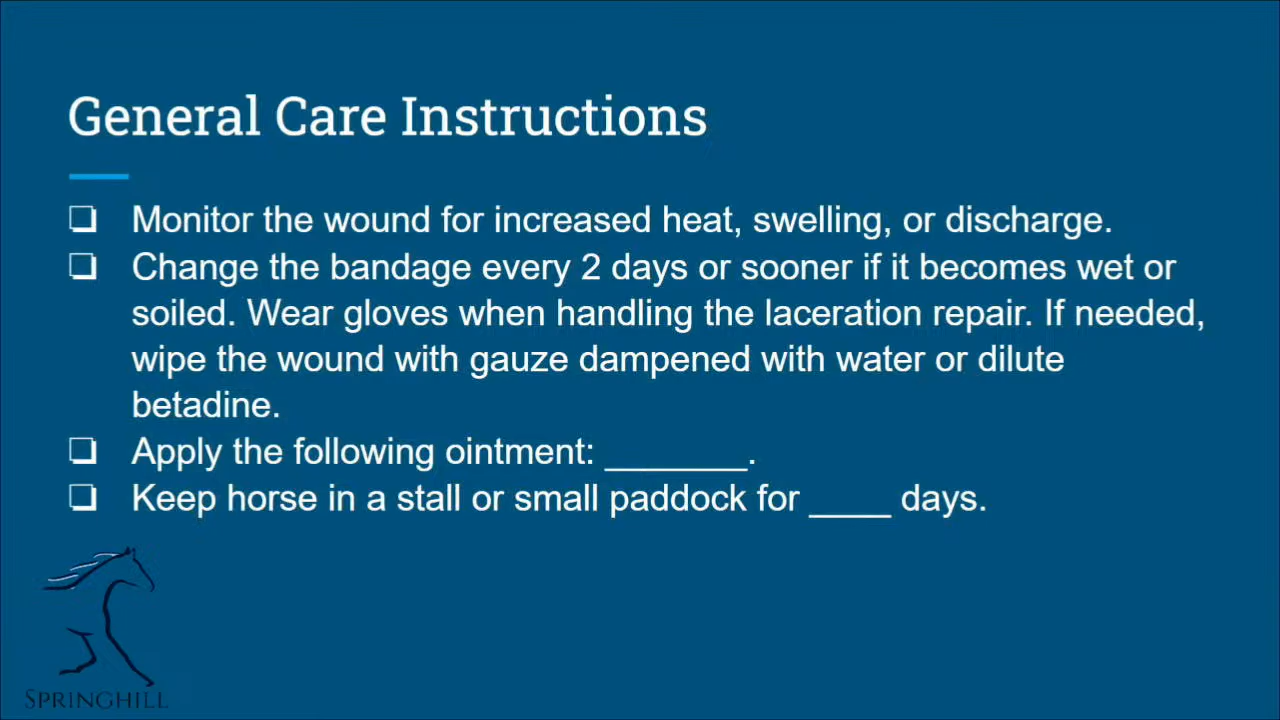 General Care Instructions
❏ Monitor the wound for increased heat, swelling, or discharge.
❏ Change the bandage every 2 days or sooner if it becomes wet or
soiled. Wear gloves when handling the laceration repair. If needed,
wipe the wound with gauze dampened with water or dilute
betadine.
❏ Apply the following ointment: _______.
❏ Keep horse in a stall or small paddock for ____ days.
SPRINGHILL